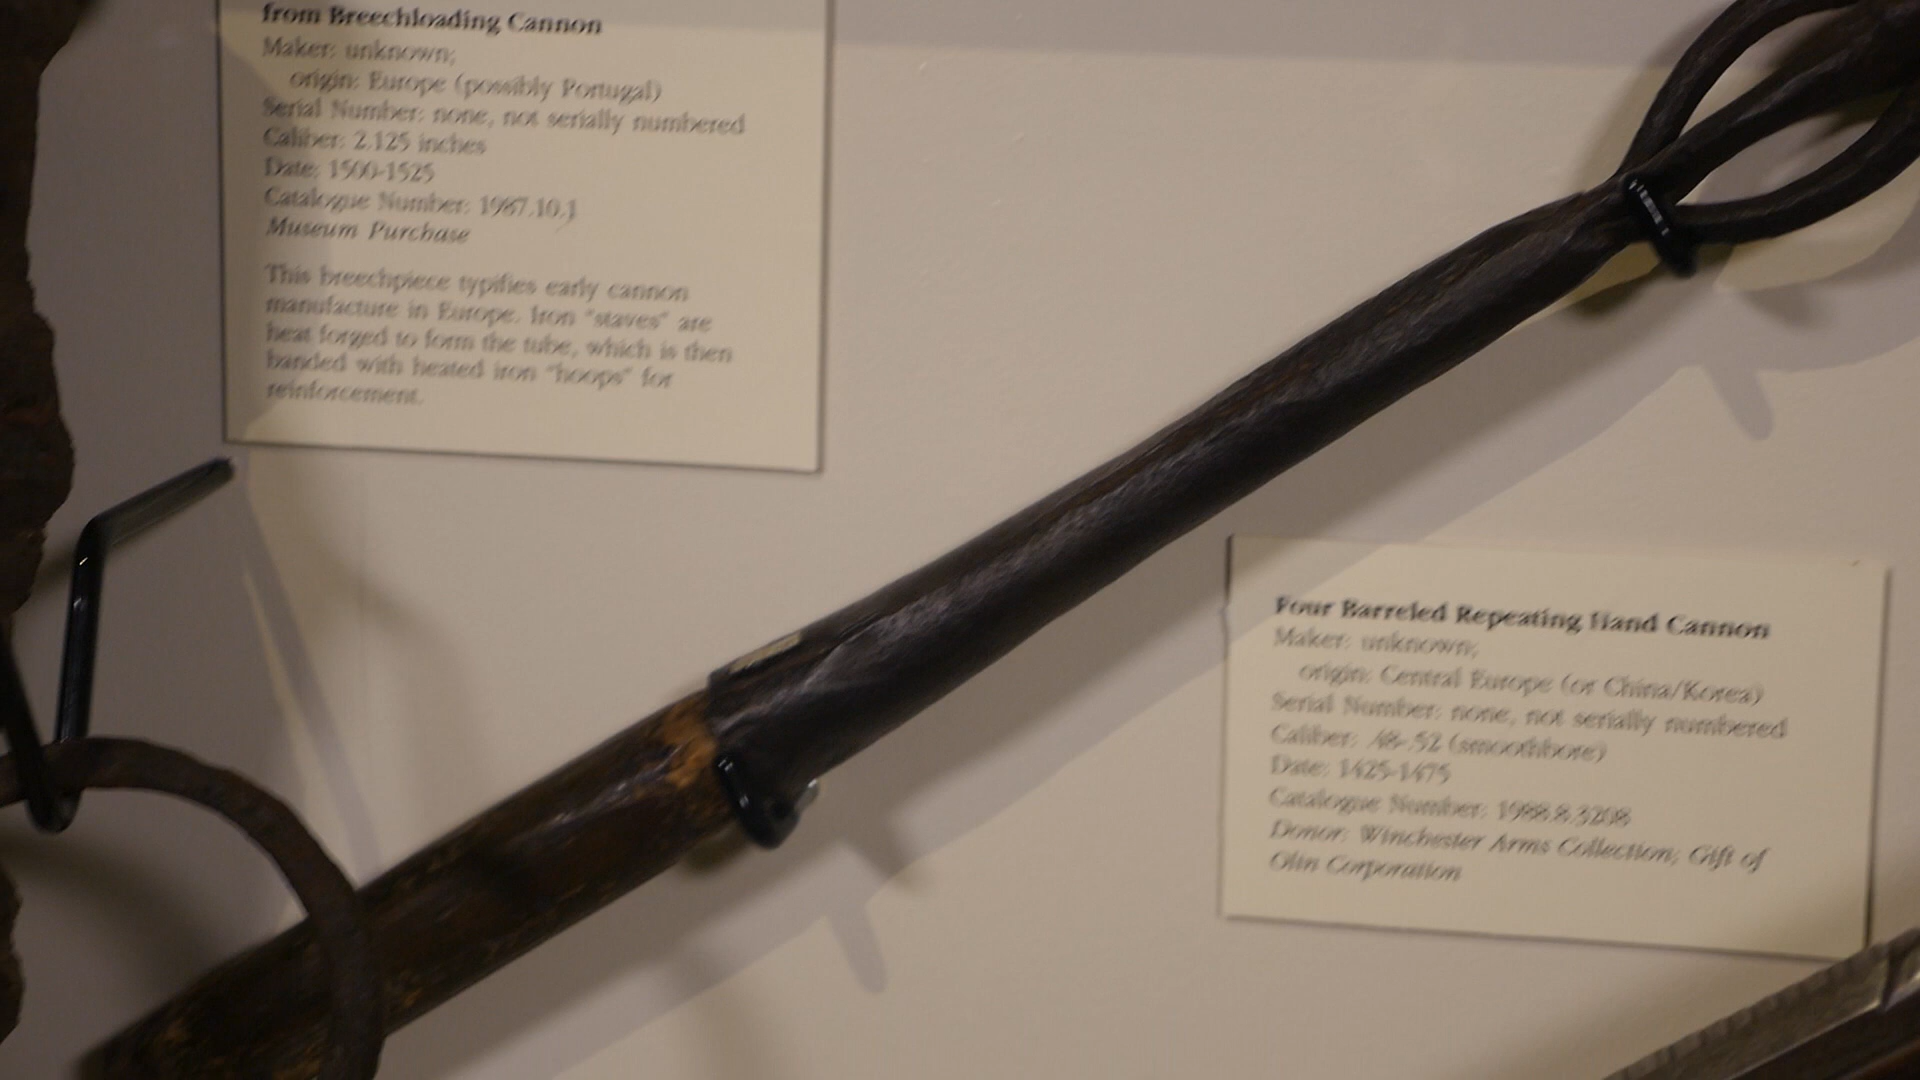 from Breechloading Cannon
Maker: unknown;
origin: Europe (possibly Portugal)
Serial Number: none, not serially numbered
Caliber: 2.125 inches
Date: 1500-1525
Catalogue Number: 1987.10.1
Museum Purchase
This breechpiece typifies early cannon
manufacture in Europe. Iron "staves" are
heat forged to form the tube, which is then
banded with heated iron "hoops" for
reinforcement.
Four Barreled Repeating Hand Cannon
Maker: unknown;
origin: Central Europe (or China/Korea)
Serial Number: none, not serially numbered
Caliber: .48-.52 (smoothbore)
Date: 1425-1475
Catalogue Number: 1988.8.3208
Donor: Winchester Arms Collection; Gift of
Olin Corporation